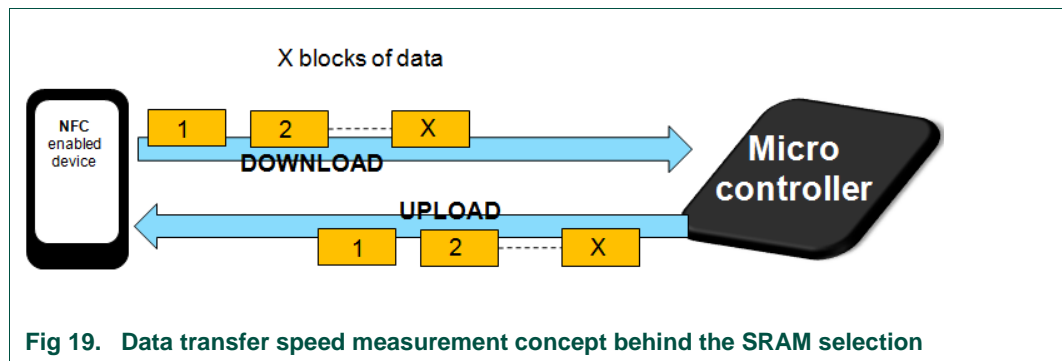 X blocks of data
NFC
enabled
device
1
2
X
DOWNLOAD
Micro
controller
UPLOAD
1
2
X
Fig 19. Data transfer speed measurement concept behind the SRAM selection